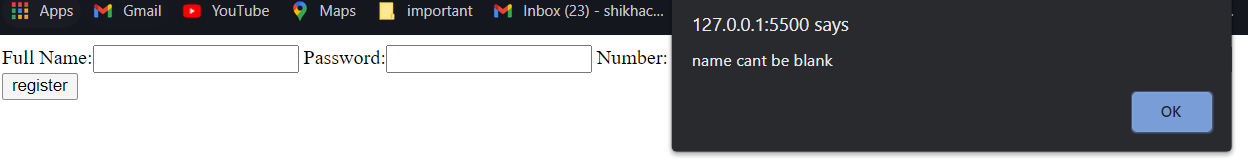 Apps Gmail YouTube Maps important Inbox (23) - shikhac...
127.0.0.1:5500 says
name cant be blank
OK
Full Name: Password: Number:
register